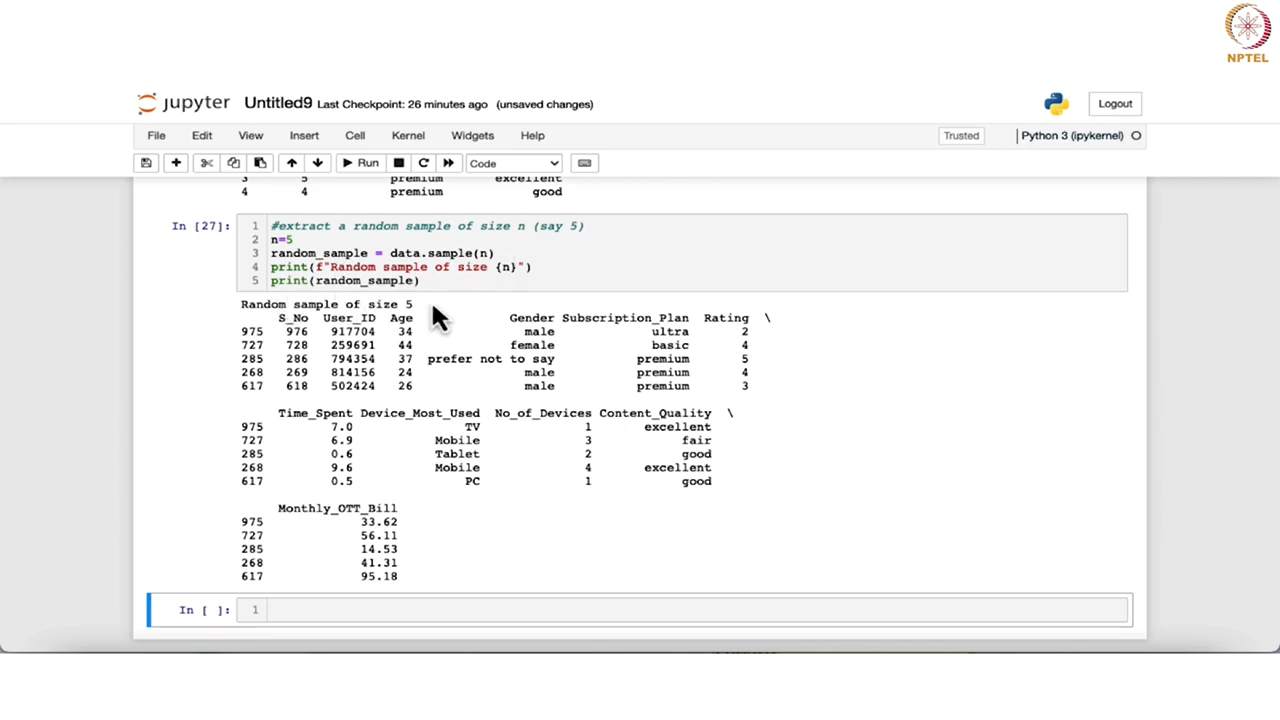 NPTEL
jupyter Untitled9 Last Checkpoint: 26 minutes ago (unsaved changes)
Logout
File Edit View Insert Cell Kernel Widgets Help
Trusted Python 3 (ipykernel)
Run Code
3 5 premium excellent
4 4 premium good
In [27]:
1 #extract a random sample of size n (say 5)
2 n=5
3 random_sample = data.sample(n)
4 print(f"Random sample of size {n}")
5 print(random_sample)
Random sample of size 5
S_No User_ID Age Gender Subscription_Plan Rating \
975 976 917704 34 male ultra 2
727 728 259691 44 female basic 4
285 286 794354 37 prefer not to say premium 5
268 269 814156 24 male premium 4
617 618 502424 26 male premium 3
Time_Spent Device_Most_Used No_of_Devices Content_Quality \
975 7.0 TV 1 excellent
727 6.9 Mobile 3 fair
285 0.6 Tablet 2 good
268 9.6 Mobile 4 excellent
617 0.5 PC 1 good
Monthly_OTT_Bill
975 33.62
727 56.11
285 14.53
268 41.31
617 95.18
In [ ]: 1